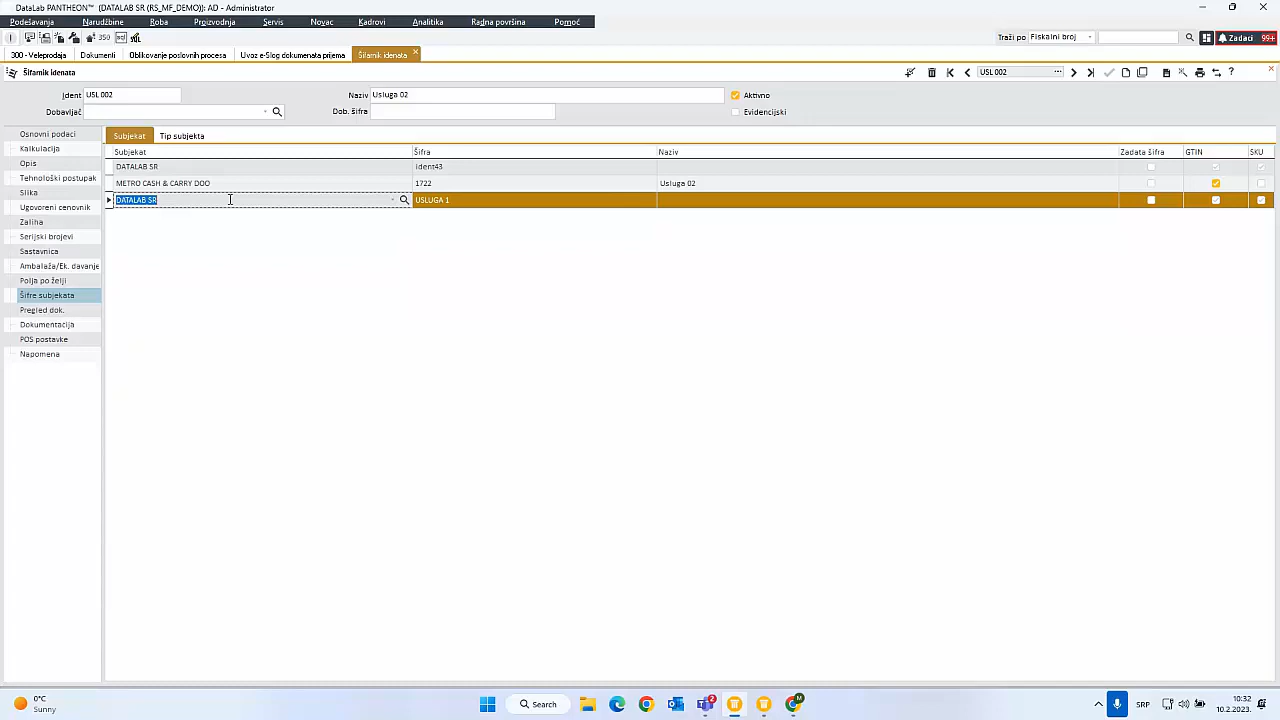 DataLab PANTHEON™ (DATALAB SR (RS_MF_DEMO)); AD - Administrator
Podešavanja Narudžbine Roba Proizvodnja Servis Novac Kadrovi Analitika Radna površina Pomoć
350 Traži po Fiskalni broj Zadaci 99+
300 - Veleprodaja Dokumenti Oblikovanje poslovnih procesa Uvoz e-Slog dokumenata prijema Šifarnik idenata
Šifarnik idenata USL 002
Ident USL 002 Naziv Usluga 02 Aktivno
Dobavljač Dob. šifra Evidencijski
Osnovni podaci
Kalkulacija
Opis
Tehnološki postupak
Slika
Ugovoreni cenovnik
Zaliha
Serijski brojevi
Sastavnica
Ambalaža/Ek. davanje
Polja po želji
Šifre subjekata
Pregled dok.
Dokumentacija
POS postavke
Napomena
Subjekat Tip subjekta
Subjekat Šifra Naziv Zadata šifra GTIN SKU
DATALAB SR ident43
METRO CASH & CARRY DOO 1722 Usluga 02
DATALAB SR USLUGA 1
0°C
Sunny
Search
2
M
SRP
10:32
10.2.2023.